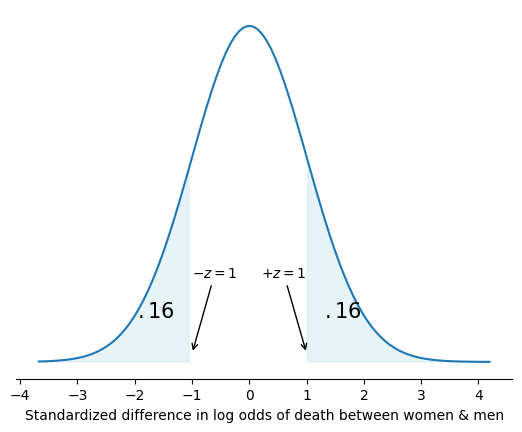 −z = 1 +z = 1
.16 .16
−4 −3 −2 −1 0 1 2 3 4
Standardized difference in log odds of death between women & men